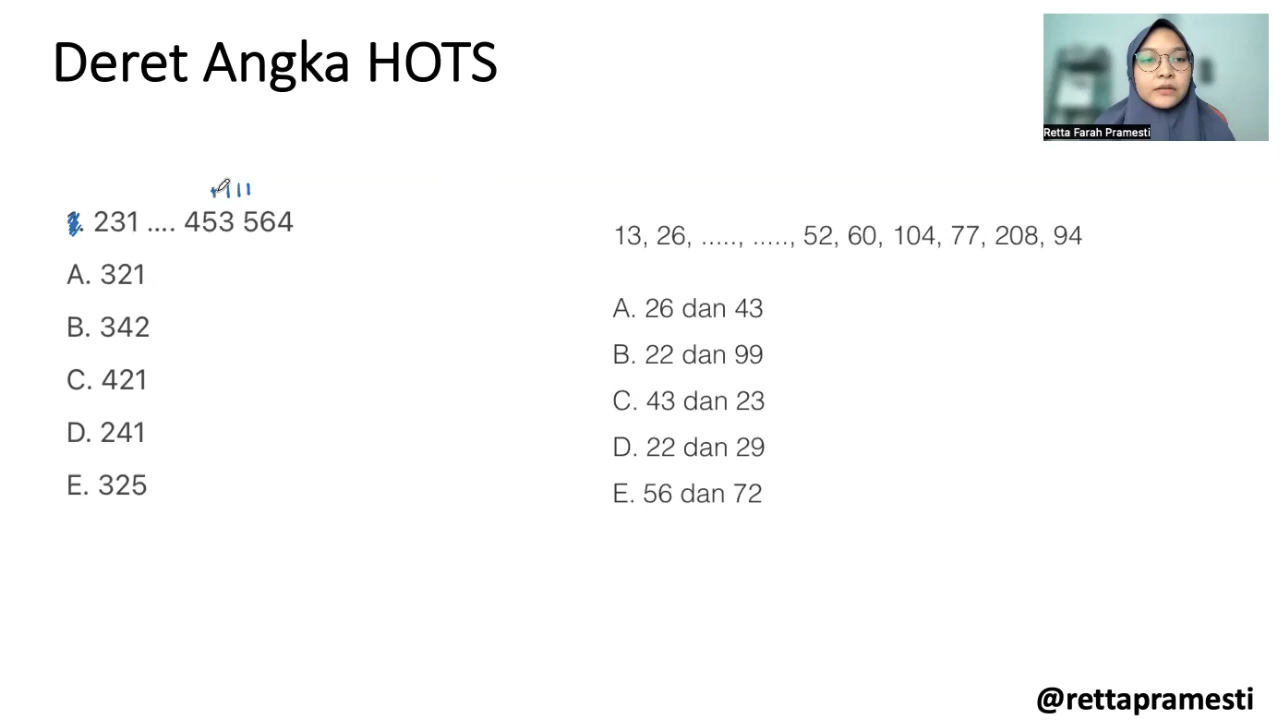 Deret Angka HOTS
Retta Farah Pramesti
+111
231 .... 453 564
A. 321
B. 342
C. 421
D. 241
E. 325
13, 26, ....., ....., 52, 60, 104, 77, 208, 94
A. 26 dan 43
B. 22 dan 99
C. 43 dan 23
D. 22 dan 29
E. 56 dan 72
@rettapramesti